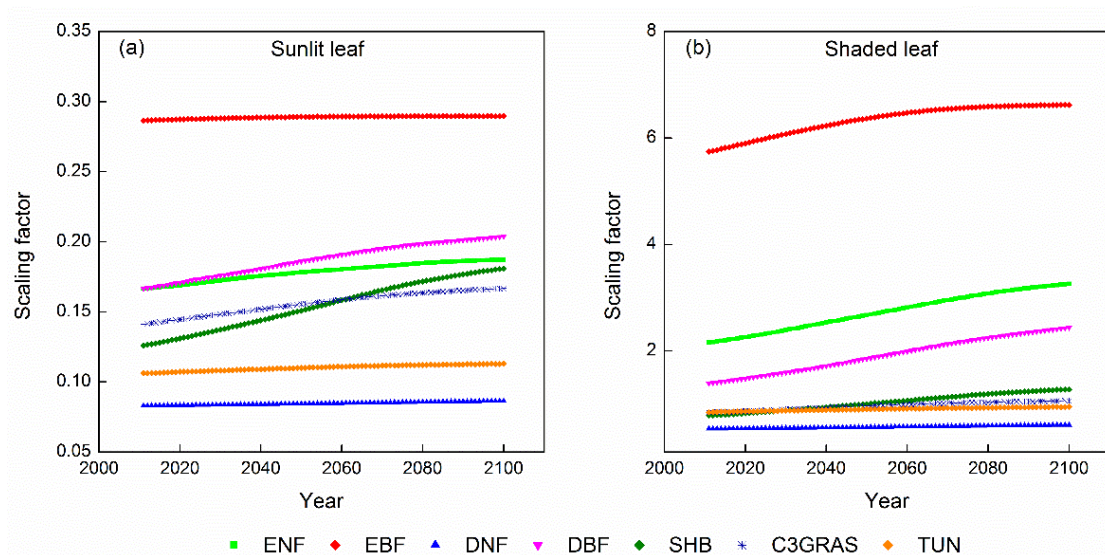 (a) Sunlit leaf
0.35
0.30
0.25
0.20
0.15
0.10
0.05
Scaling factor
2000 2020 2040 2060 2080 2100
Year
(b) Shaded leaf
8
6
4
2
Scaling factor
2000 2020 2040 2060 2080 2100
Year
ENF EBF DNF DBF SHB C3GRAS TUN